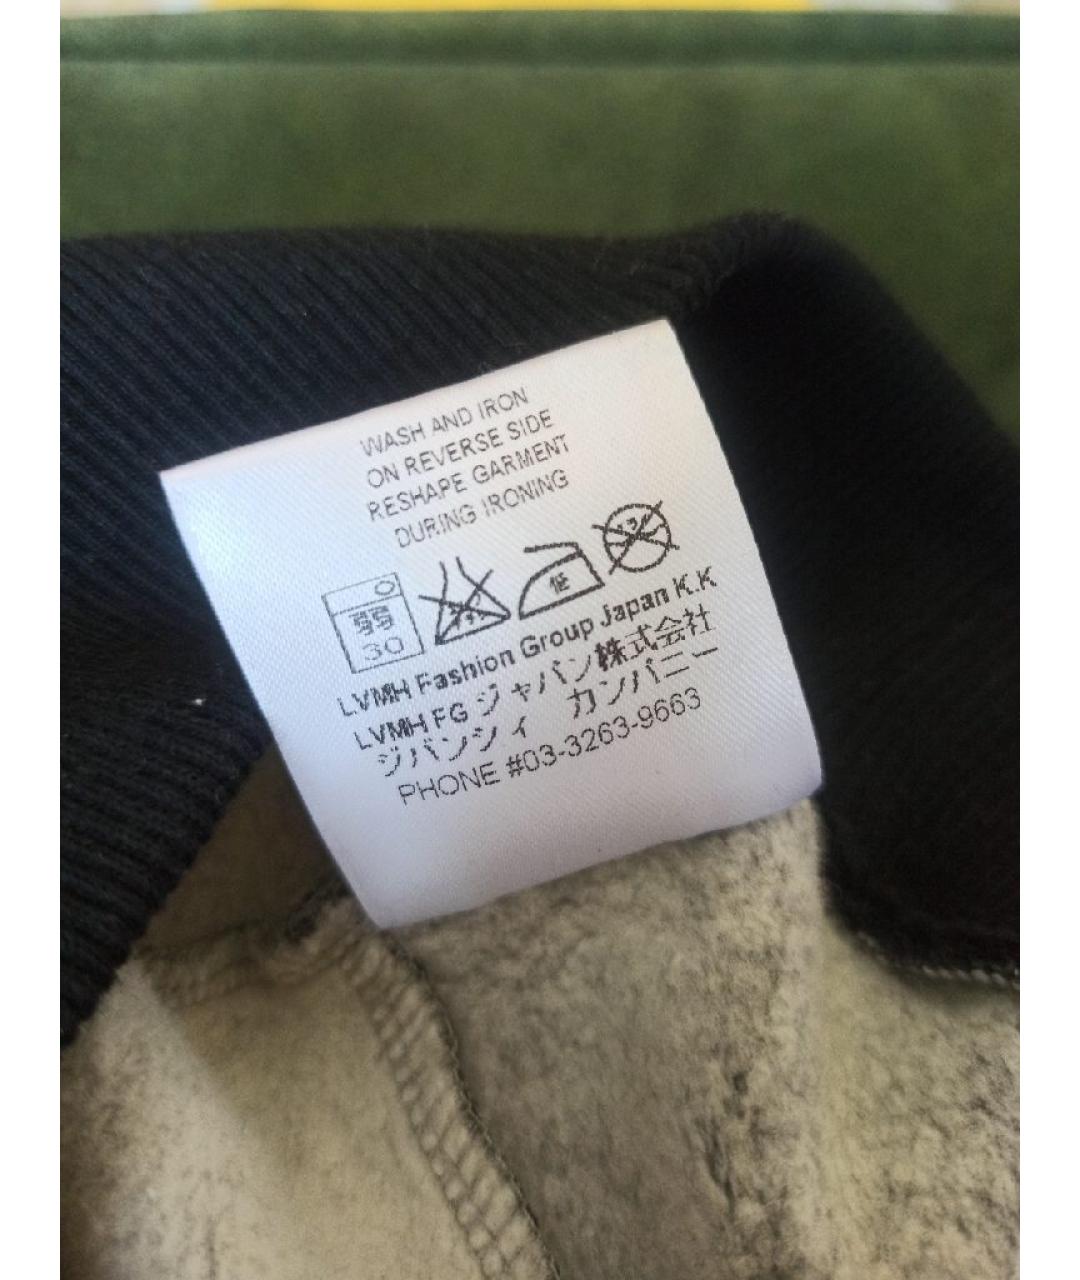 WASH AND IRON
ON REVERSE SIDE
RESHAPE GARMENT
DURING IRONING
弱
30
低
LVMH Fashion Group Japan K.K
LVMH FG ジャパン株式会社
ジバンシィ カンパニー
PHONE #03-3263-9663